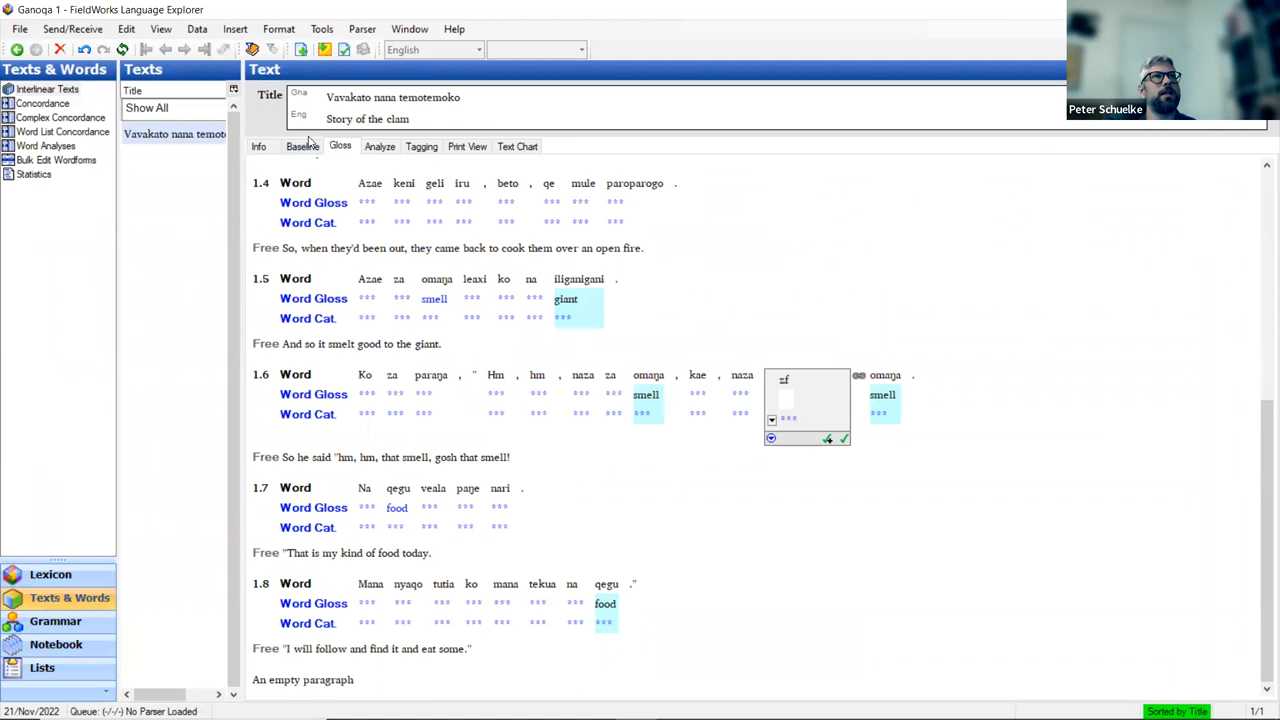 Ganoqa 1 - FieldWorks Language Explorer
File Send/Receive Edit View Data Insert Format Tools Parser Window Help
English
Texts & Words
Interlinear Texts
Concordance
Complex Concordance
Word List Concordance
Word Analyses
Bulk Edit Wordforms
Statistics
Texts
Title
Show All
Vavakato nana temot
Text
Title Gha Vavakato nana temotemoko
Eng Story of the clam
Info Baseline Gloss Analyze Tagging Print View Text Chart
1.4 Word Azae keni geli iru , beto , qe mule paroparogo .
Word Gloss *** *** *** *** *** *** *** ***
Word Cat. *** *** *** *** *** *** *** ***
Free So, when they'd been out, they came back to cook them over an open fire.
1.5 Word Azae za omaŋa leaxi ko na iliganigani .
Word Gloss *** *** smell *** *** *** giant
Word Cat. *** *** *** *** *** *** ***
Free And so it smelt good to the giant.
1.6 Word Ko za paraŋa , " Hm , hm , naza za omaŋa , kae , naza zf omaŋa .
Word Gloss *** *** *** *** *** *** *** smell *** *** smell
Word Cat. *** *** *** *** *** *** *** *** *** *** *** ***
Free So he said "hm, hm, that smell, gosh that smell!
1.7 Word Na qegu veala paŋe nari .
Word Gloss *** food *** *** ***
Word Cat. *** *** *** *** ***
Free "That is my kind of food today.
1.8 Word Mana nyaqo tutia ko mana tekua na qegu ."
Word Gloss *** *** *** *** *** *** *** food
Word Cat. *** *** *** *** *** *** *** ***
Free "I will follow and find it and eat some."
An empty paragraph
Lexicon
Texts & Words
Grammar
Notebook
Lists
21/Nov/2022 Queue: (-/-/-) No Parser Loaded Sorted by Title 1/1
Peter Schuelke